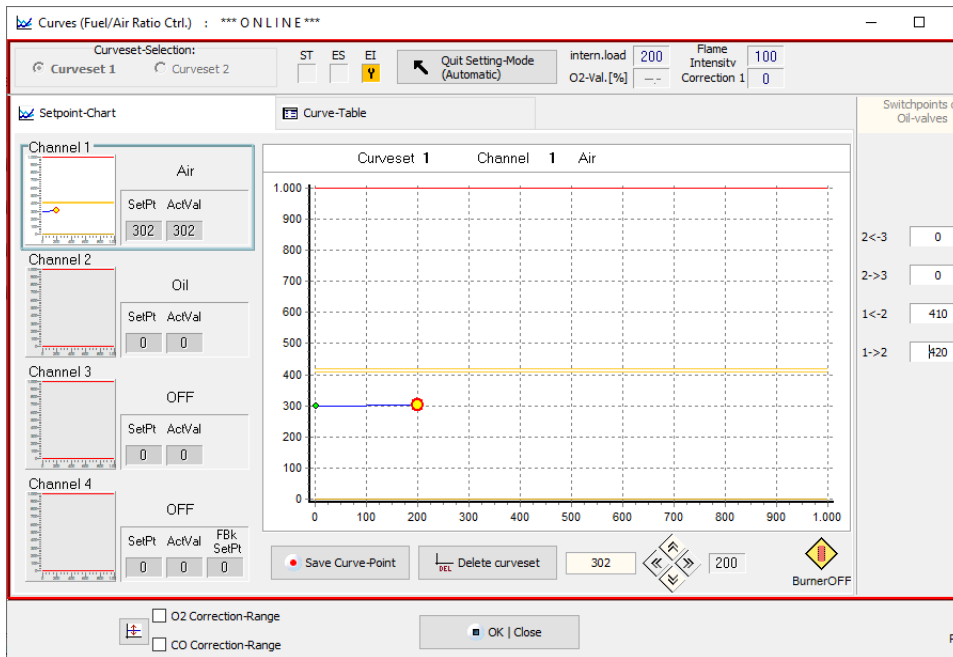 Curves (Fuel/Air Ratio Ctrl.) : *** O N L I N E ***
Curveset-Selection:
Curveset 1 Curveset 2
ST ES EI
Quit Setting-Mode
(Automatic)
intern.load 200
O2-Val.[%] --.-
Flame
Intensity 100
Correction 1 0
Setpoint-Chart Curve-Table
Switchpoints
Oil-valves
Channel 1
Air
SetPt ActVal
302 302
Channel 2
Oil
SetPt ActVal
0 0
Channel 3
OFF
SetPt ActVal
0 0
Channel 4
OFF
SetPt ActVal FBk SetPt
0 0 0
Curveset 1 Channel 1 Air
1.000
900
800
700
600
500
400
300
200
100
0
0 100 200 300 400 500 600 700 800 900 1.000
2<-3 0
2->3 0
1<-2 410
1->2 420
Save Curve-Point
DEL Delete curveset
302
200
BurnerOFF
O2 Correction-Range
CO Correction-Range
OK | Close